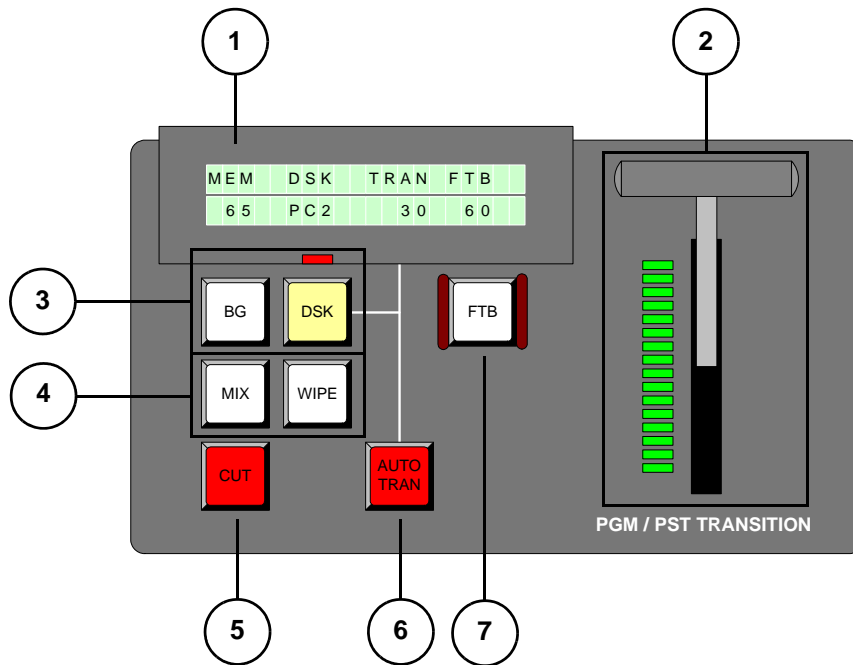 1
2
MEM DSK TRAN FTB
65 PC2 30 60
3
BG
DSK
FTB
4
MIX
WIPE
CUT
AUTO
TRAN
PGM / PST TRANSITION
5
6
7